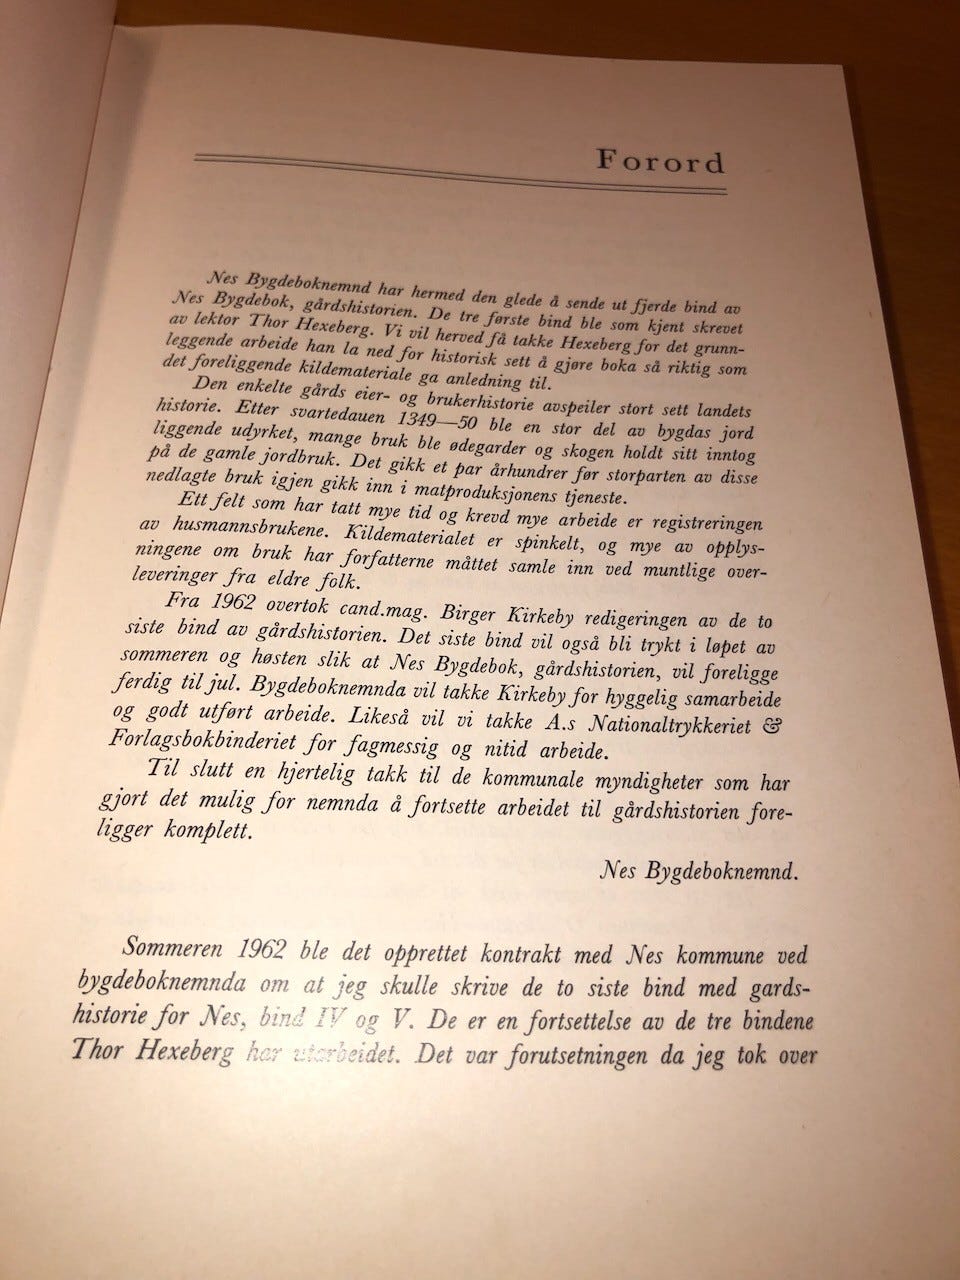 Forord
Nes Bygdeboknemnd har hermed den glede å sende ut fjerde bind av
Nes Bygdebok, gårdshistorien. De tre første bind ble som kjent skrevet
av lektor Thor Hexeberg. Vi vil herved få takke Hexeberg for det grunn-
leggende arbeide han la ned for historisk sett å gjøre boka så riktig som
det foreliggende kildemateriale ga anledning til.
Den enkelte gårds eier- og brukerhistorie avspeiler stort sett landets
historie. Etter svartedauen 1349—50 ble en stor del av bygdas jord
liggende udyrket, mange bruk ble ødegarder og skogen holdt sitt inntog
på de gamle jordbruk. Det gikk et par århundrer før storparten av disse
nedlagte bruk igjen gikk inn i matproduksjonens tjeneste.
Ett felt som har tatt mye tid og krevd mye arbeide er registreringen
av husmannsbrukene. Kildematerialet er spinkelt, og mye av opplys-
ningene om bruk har forfatterne måttet samle inn ved muntlige over-
leveringer fra eldre folk.
Fra 1962 overtok cand.mag. Birger Kirkeby redigeringen av de to
siste bind av gårdshistorien. Det siste bind vil også bli trykt i løpet av
sommeren og høsten slik at Nes Bygdebok, gårdshistorien, vil foreligge
ferdig til jul. Bygdeboknemnda vil takke Kirkeby for hyggelig samarbeide
og godt utført arbeide. Likeså vil vi takke A.s Nationaltrykkeriet &
Forlagsbokbinderiet for fagmessig og nitid arbeide.
Til slutt en hjertelig takk til de kommunale myndigheter som har
gjort det mulig for nemnda å fortsette arbeidet til gårdshistorien fore-
ligger komplett.
Nes Bygdeboknemnd.
Sommeren 1962 ble det opprettet kontrakt med Nes kommune ved
bygdeboknemnda om at jeg skulle skrive de to siste bind med gards-
historie for Nes, bind IV og V. De er en fortsettelse av de tre bindene
Thor Hexeberg har utarbeidet. Det var forutsetningen da jeg tok over